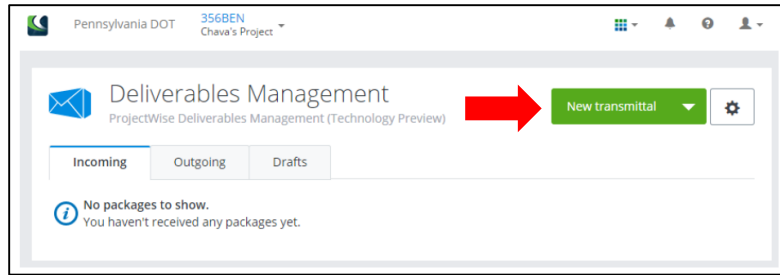 Pennsylvania DOT
356BEN
Chava's Project
Deliverables Management
ProjectWise Deliverables Management (Technology Preview)
New transmittal
Incoming Outgoing Drafts
No packages to show.
You haven't received any packages yet.